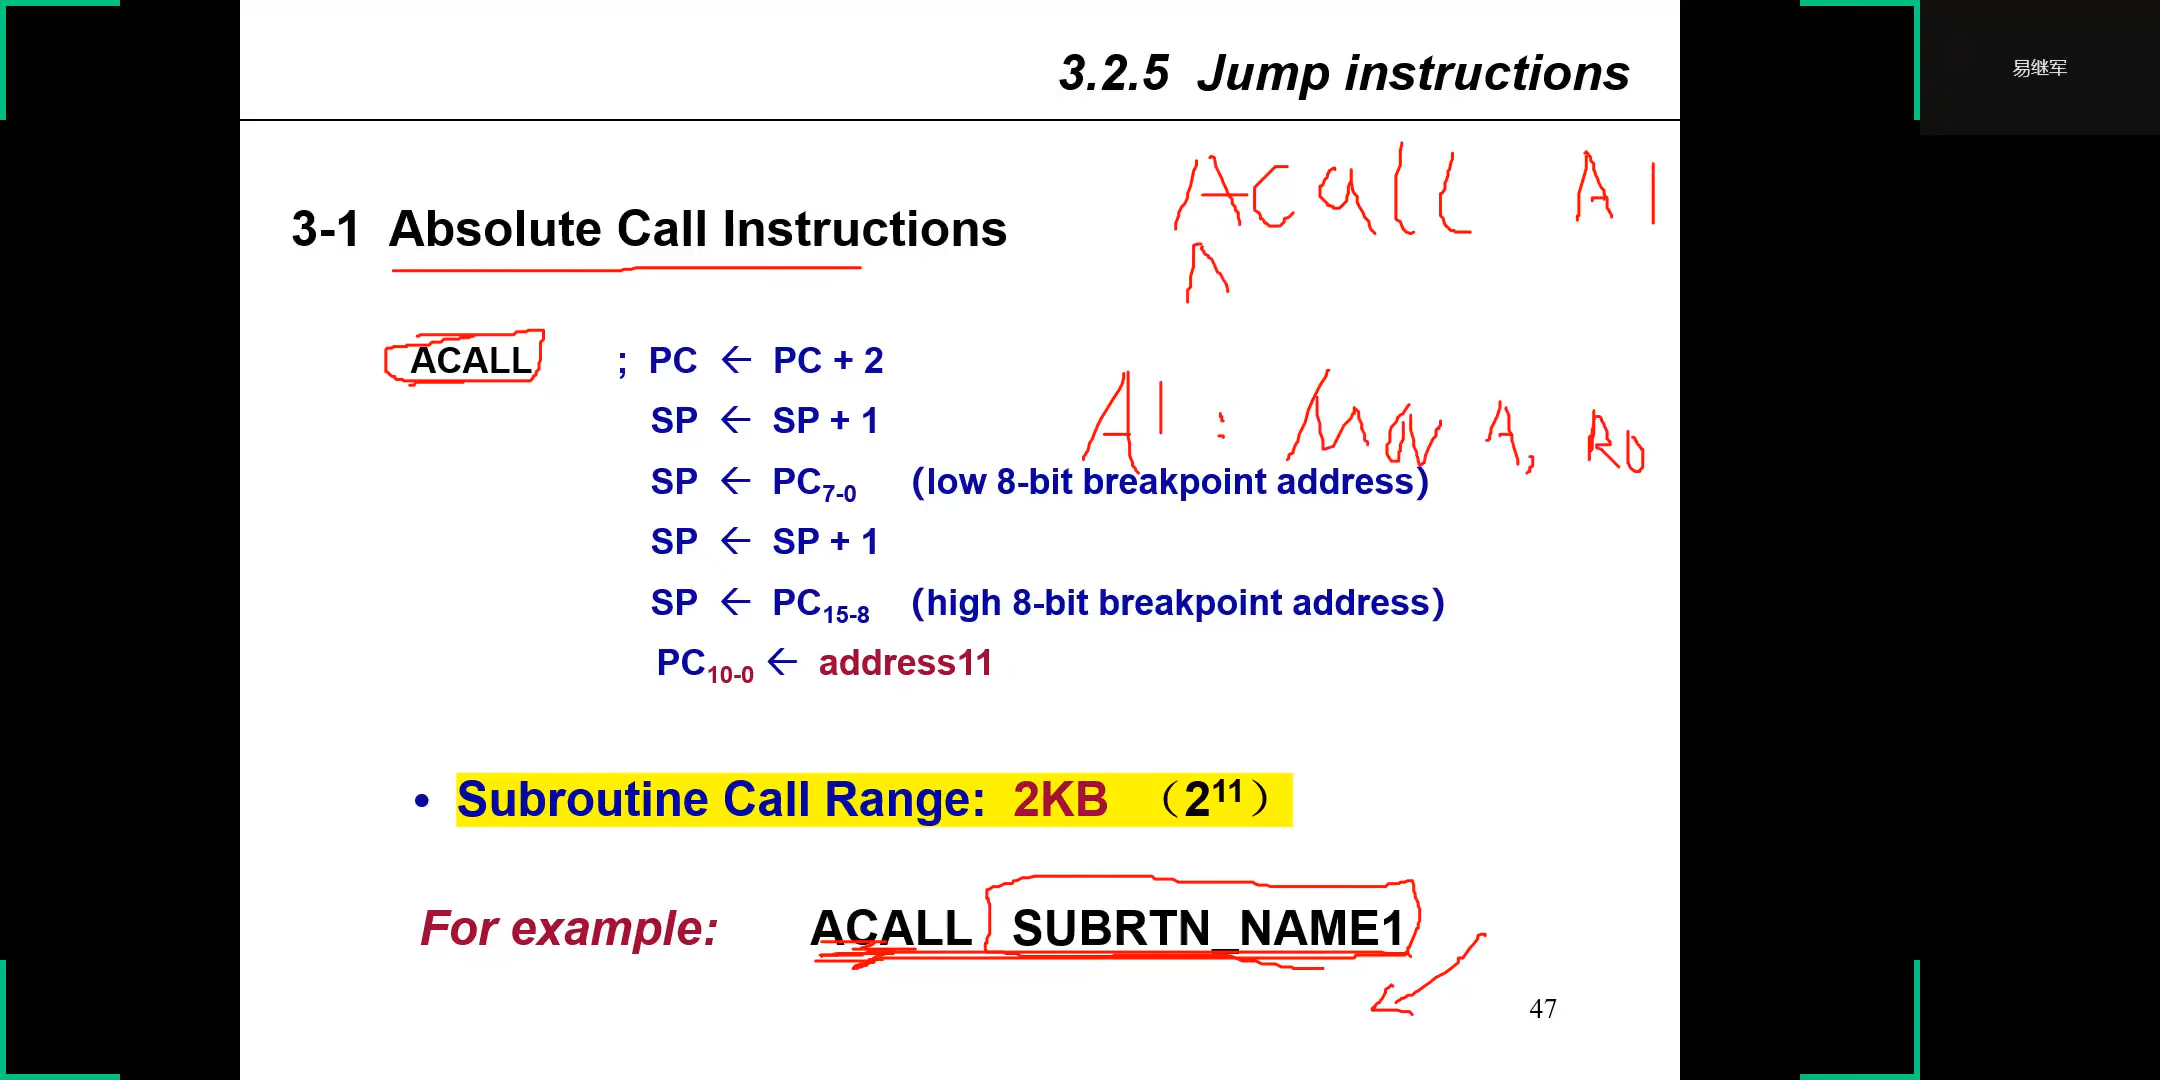 3.2.5 Jump instructions
易继军
Acall A1
3-1 Absolute Call Instructions
ACALL ; PC ← PC + 2
SP ← SP + 1
A1 : Mov A, R0
SP ← PC7-0 (low 8-bit breakpoint address)
SP ← SP + 1
SP ← PC15-8 (high 8-bit breakpoint address)
PC10-0 ← address11
• Subroutine Call Range: 2KB （2¹¹）
For example: ACALL SUBRTN_NAME1
47